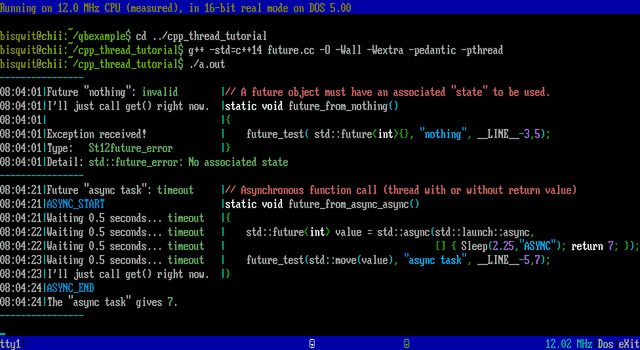 Running on 12.0 MHz CPU (measured), in 16-bit real mode on DOS 5.00
bisqwit@chii:~/qbexample$ cd ../cpp_thread_tutorial
bisqwit@chii:~/cpp_thread_tutorial$ g++ -std=c++14 future.cc -O -Wall -Wextra -pedantic -pthread
bisqwit@chii:~/cpp_thread_tutorial$ ./a.out
---------------
08:04:01|Future "nothing": invalid |// A future object must have an associated "state" to be used.
08:04:01|I'll just call get() right now. |static void future_from_nothing()
08:04:01| |{
08:04:01|Exception received! | future_test( std::future<int>{}, "nothing", __LINE__-3,5);
08:04:01|Type: St12future_error |}
08:04:01|Detail: std::future_error: No associated state
---------------
08:04:21|Future "async task": timeout |// Asynchronous function call (thread with or without return value)
08:04:21|ASYNC_START |static void future_from_async_async()
08:04:21|Waiting 0.5 seconds... timeout |{
08:04:22|Waiting 0.5 seconds... timeout | std::future<int> value = std::async(std::launch::async,
08:04:22|Waiting 0.5 seconds... timeout | [] { Sleep(2.25,"ASYNC"); return 7; });
08:04:23|Waiting 0.5 seconds... timeout | future_test(std::move(value), "async task", __LINE__-5,7);
08:04:23|I'll just call get() right now. |}
08:04:24|ASYNC_END
08:04:24|The "async task" gives 7.
---------------
tty1 12.02 MHz Dos eXit